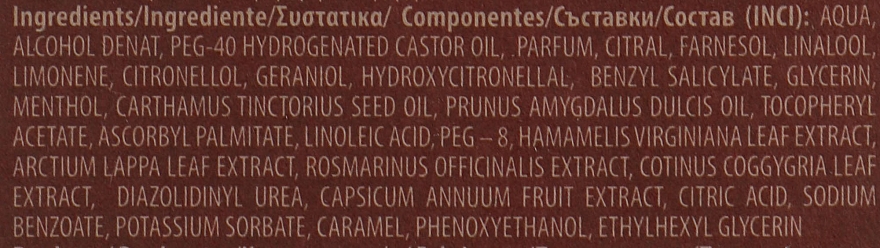 Ingredients/Ingrediente/Συστατικα/ Componentes/Съставки/Состав (INCI): AQUA,
ALCOHOL DENAT, PEG-40 HYDROGENATED CASTOR OIL, PARFUM, CITRAL, FARNESOL, LINALOOL,
LIMONENE, CITRONELLOL, GERANIOL, HYDROXYCITRONELLAL, BENZYL SALICYLATE, GLYCERIN,
MENTHOL, CARTHAMUS TINCTORIUS SEED OIL, PRUNUS AMYGDALUS DULCIS OIL, TOCOPHERYL
ACETATE, ASCORBYL PALMITATE, LINOLEIC ACID, PEG – 8, HAMAMELIS VIRGINIANA LEAF EXTRACT,
ARCTIUM LAPPA LEAF EXTRACT, ROSMARINUS OFFICINALIS EXTRACT, COTINUS COGGYGRIA LEAF
EXTRACT, DIAZOLIDINYL UREA, CAPSICUM ANNUUM FRUIT EXTRACT, CITRIC ACID, SODIUM
BENZOATE, POTASSIUM SORBATE, CARAMEL, PHENOXYETHANOL, ETHYLHEXYL GLYCERIN